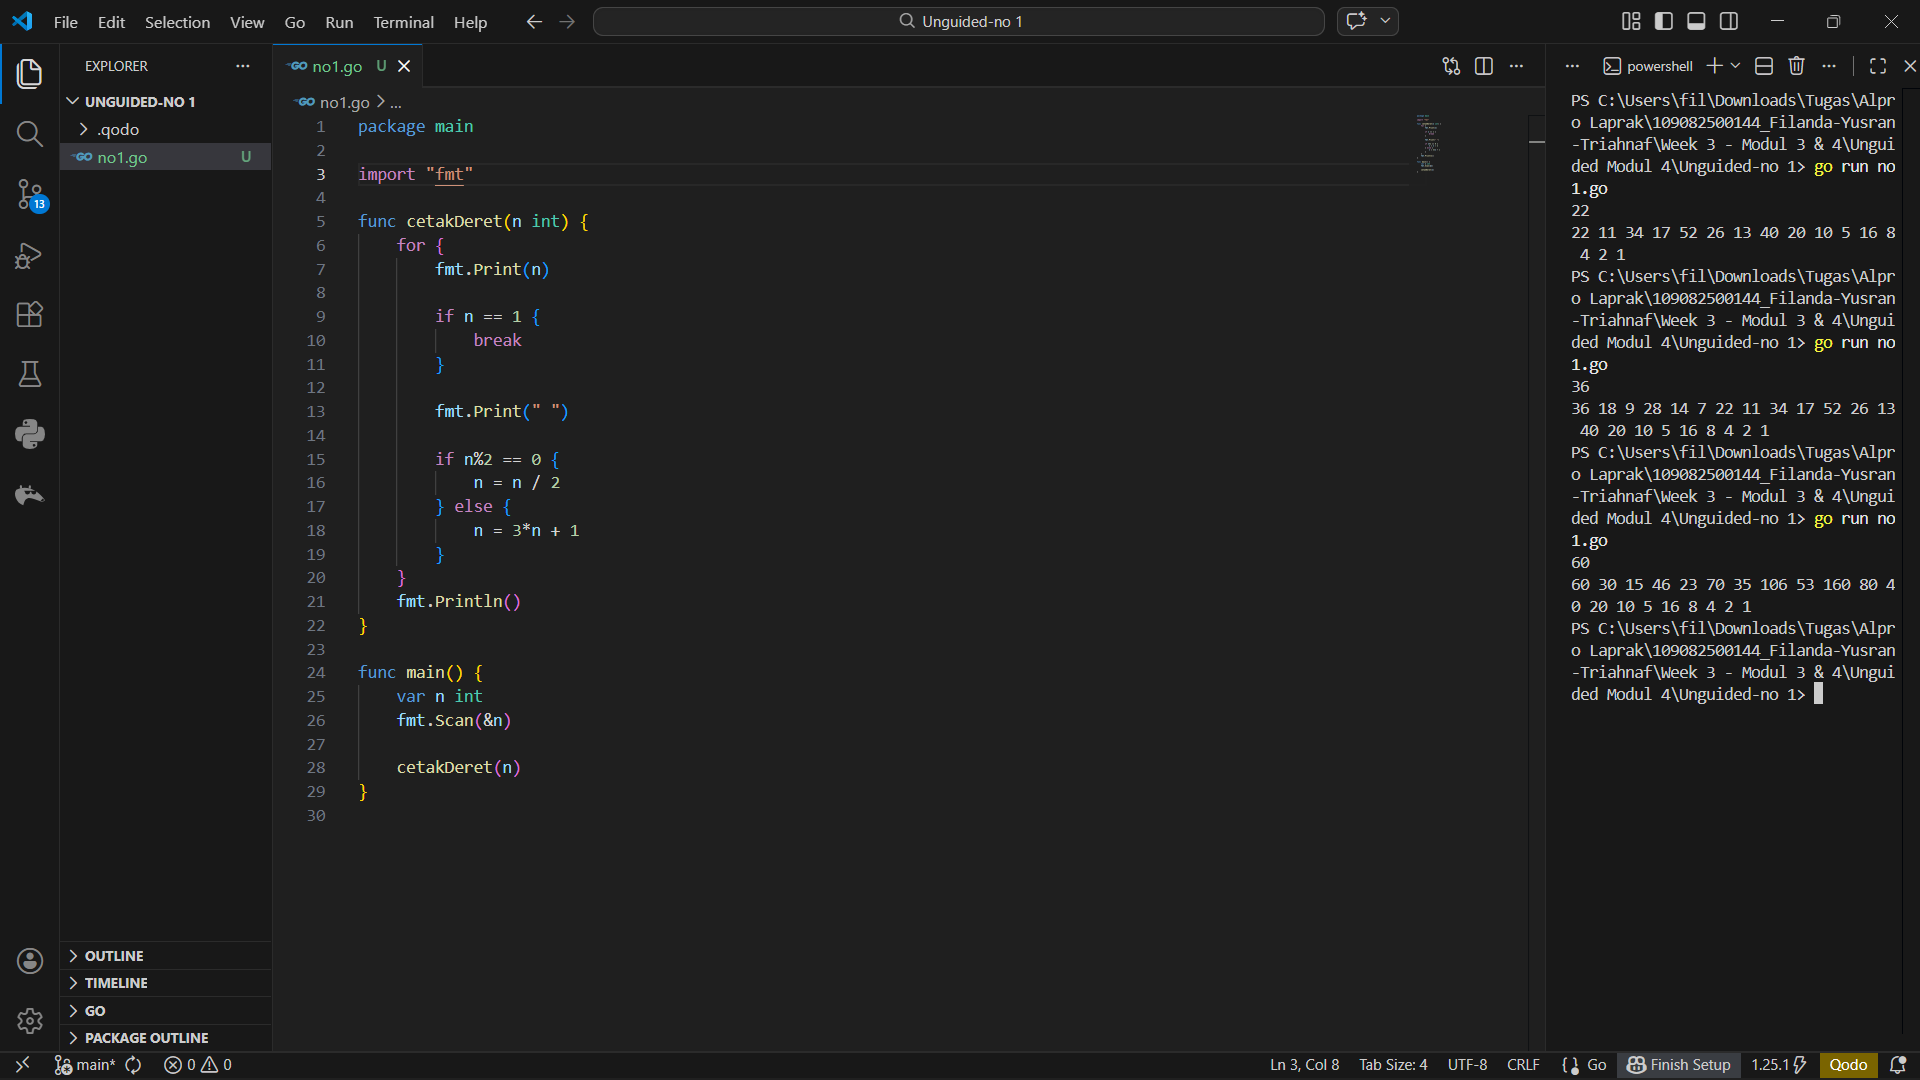 File Edit Selection View Go Run Terminal Help
Unguided-no 1
EXPLORER
UNGUIDED-NO 1
.qodo
no1.go U
13
OUTLINE
TIMELINE
GO
PACKAGE OUTLINE
no1.go U
no1.go > ...
1 package main
2
3 import "fmt"
4
5 func cetakDeret(n int) {
6 for {
7 fmt.Print(n)
8
9 if n == 1 {
10 break
11 }
12
13 fmt.Print(" ")
14
15 if n%2 == 0 {
16 n = n / 2
17 } else {
18 n = 3*n + 1
19 }
20 }
21 fmt.Println()
22 }
23
24 func main() {
25 var n int
26 fmt.Scan(&n)
27
28 cetakDeret(n)
29 }
30
powershell
PS C:\Users\fil\Downloads\Tugas\Alpr
o Laprak\109082500144_Filanda-Yusran
-Triahnaf\Week 3 - Modul 3 & 4\Ungui
ded Modul 4\Unguided-no 1> go run no
1.go
22
22 11 34 17 52 26 13 40 20 10 5 16 8
4 2 1
PS C:\Users\fil\Downloads\Tugas\Alpr
o Laprak\109082500144_Filanda-Yusran
-Triahnaf\Week 3 - Modul 3 & 4\Ungui
ded Modul 4\Unguided-no 1> go run no
1.go
36
36 18 9 28 14 7 22 11 34 17 52 26 13
40 20 10 5 16 8 4 2 1
PS C:\Users\fil\Downloads\Tugas\Alpr
o Laprak\109082500144_Filanda-Yusran
-Triahnaf\Week 3 - Modul 3 & 4\Ungui
ded Modul 4\Unguided-no 1> go run no
1.go
60
60 30 15 46 23 70 35 106 53 160 80 4
0 20 10 5 16 8 4 2 1
PS C:\Users\fil\Downloads\Tugas\Alpr
o Laprak\109082500144_Filanda-Yusran
-Triahnaf\Week 3 - Modul 3 & 4\Ungui
ded Modul 4\Unguided-no 1>
main* 0 0 Ln 3, Col 8 Tab Size: 4 UTF-8 CRLF Go Finish Setup 1.25.1 Qodo